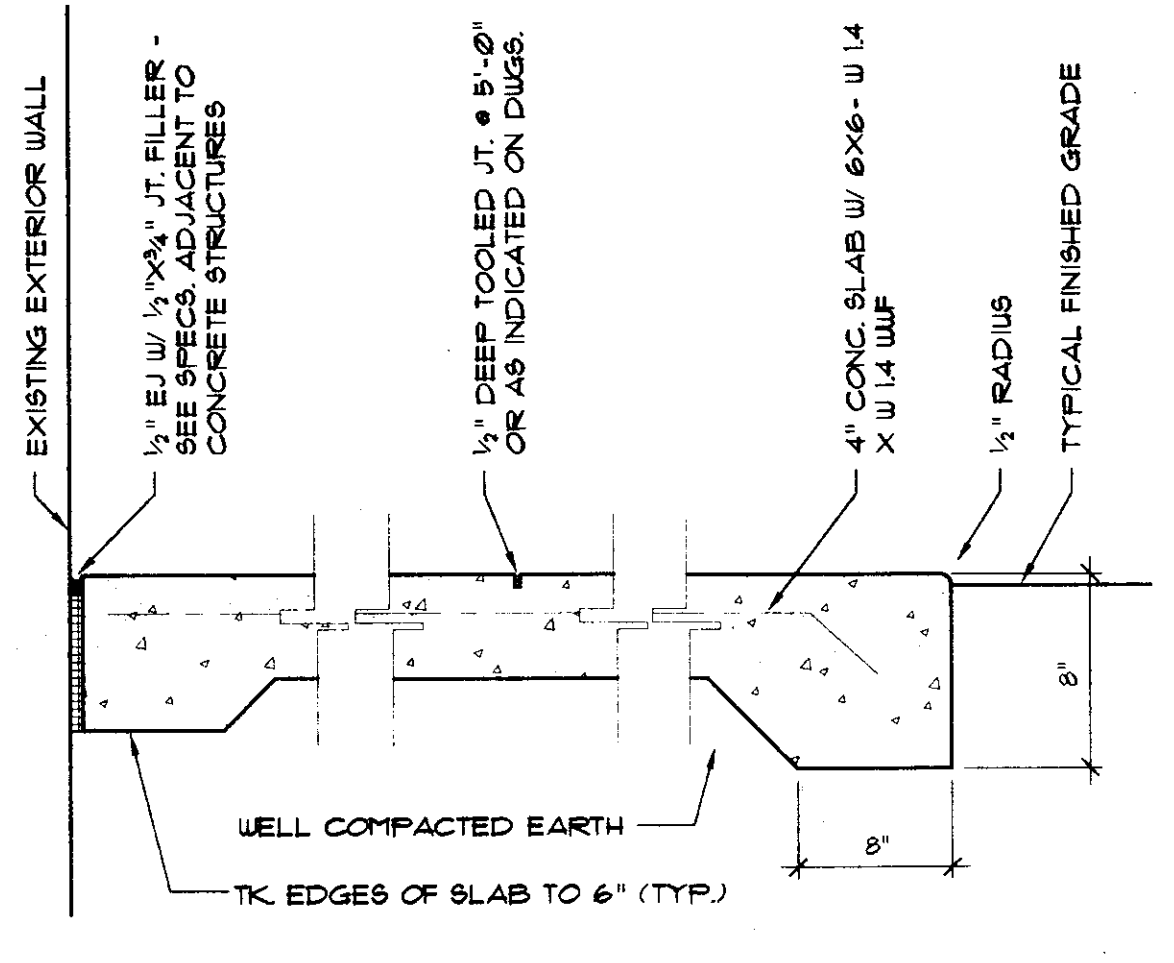 EXISTING EXTERIOR WALL
½" EJ W/ ½"X¾" JT. FILLER -
SEE SPECS. ADJACENT TO
CONCRETE STRUCTURES
½" DEEP TOOLED JT. @ 5'-0"
OR AS INDICATED ON DWGS.
4" CONC. SLAB W/ 6X6- W 1.4
X W 1.4 WWF
½" RADIUS
TYPICAL FINISHED GRADE
8"
8"
WELL COMPACTED EARTH
TK. EDGES OF SLAB TO 6" (TYP.)